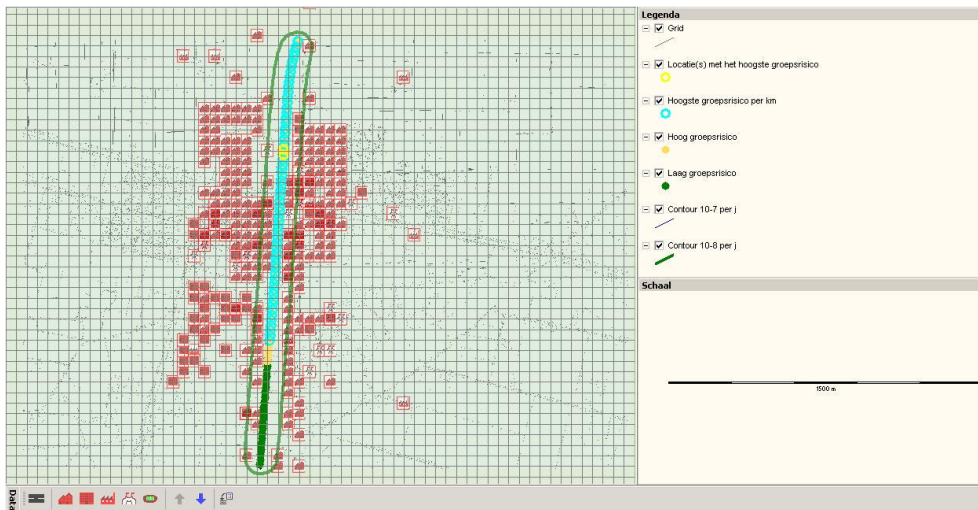 Legenda
Grid
Locatie(s) met het hoogste groepsrisico
Hoogste groepsrisico per km
Hoog groepsrisico
Laag groepsrisico
Contour 10-7 per j
Contour 10-8 per j
Schaal
1500 m
Data